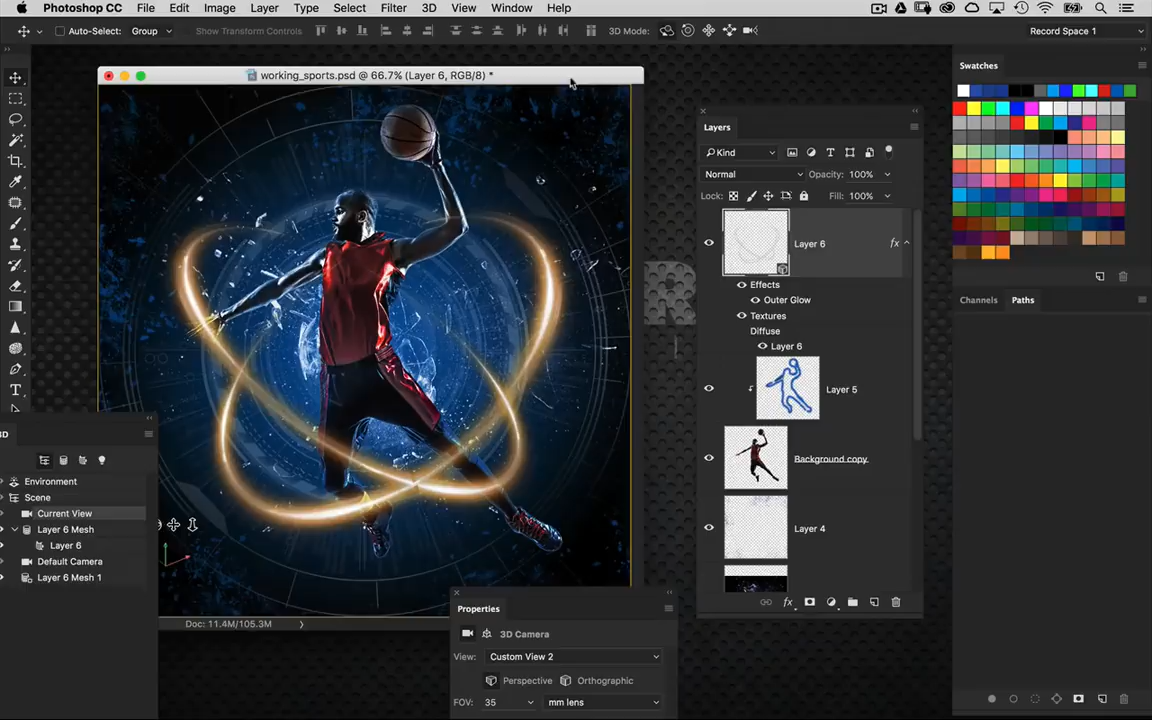 Photoshop CC File Edit Image Layer Type Select Filter 3D View Window Help
Auto-Select: Group Show Transform Controls 3D Mode: Record Space 1
working_sports.psd @ 66.7% (Layer 6, RGB/8) *
Swatches
Layers
Kind
Normal Opacity: 100%
Lock: Fill: 100%
Layer 6 fx
Effects
Outer Glow
Textures
Diffuse
Layer 6
Layer 5
Background copy
Layer 4
fx
Channels Paths
R
3D
Environment
Scene
Current View
Layer 6 Mesh
Layer 6
Default Camera
Layer 6 Mesh 1
Doc: 11.4M/105.3M
Properties
3D Camera
View: Custom View 2
Perspective Orthographic
FOV: 35 mm lens